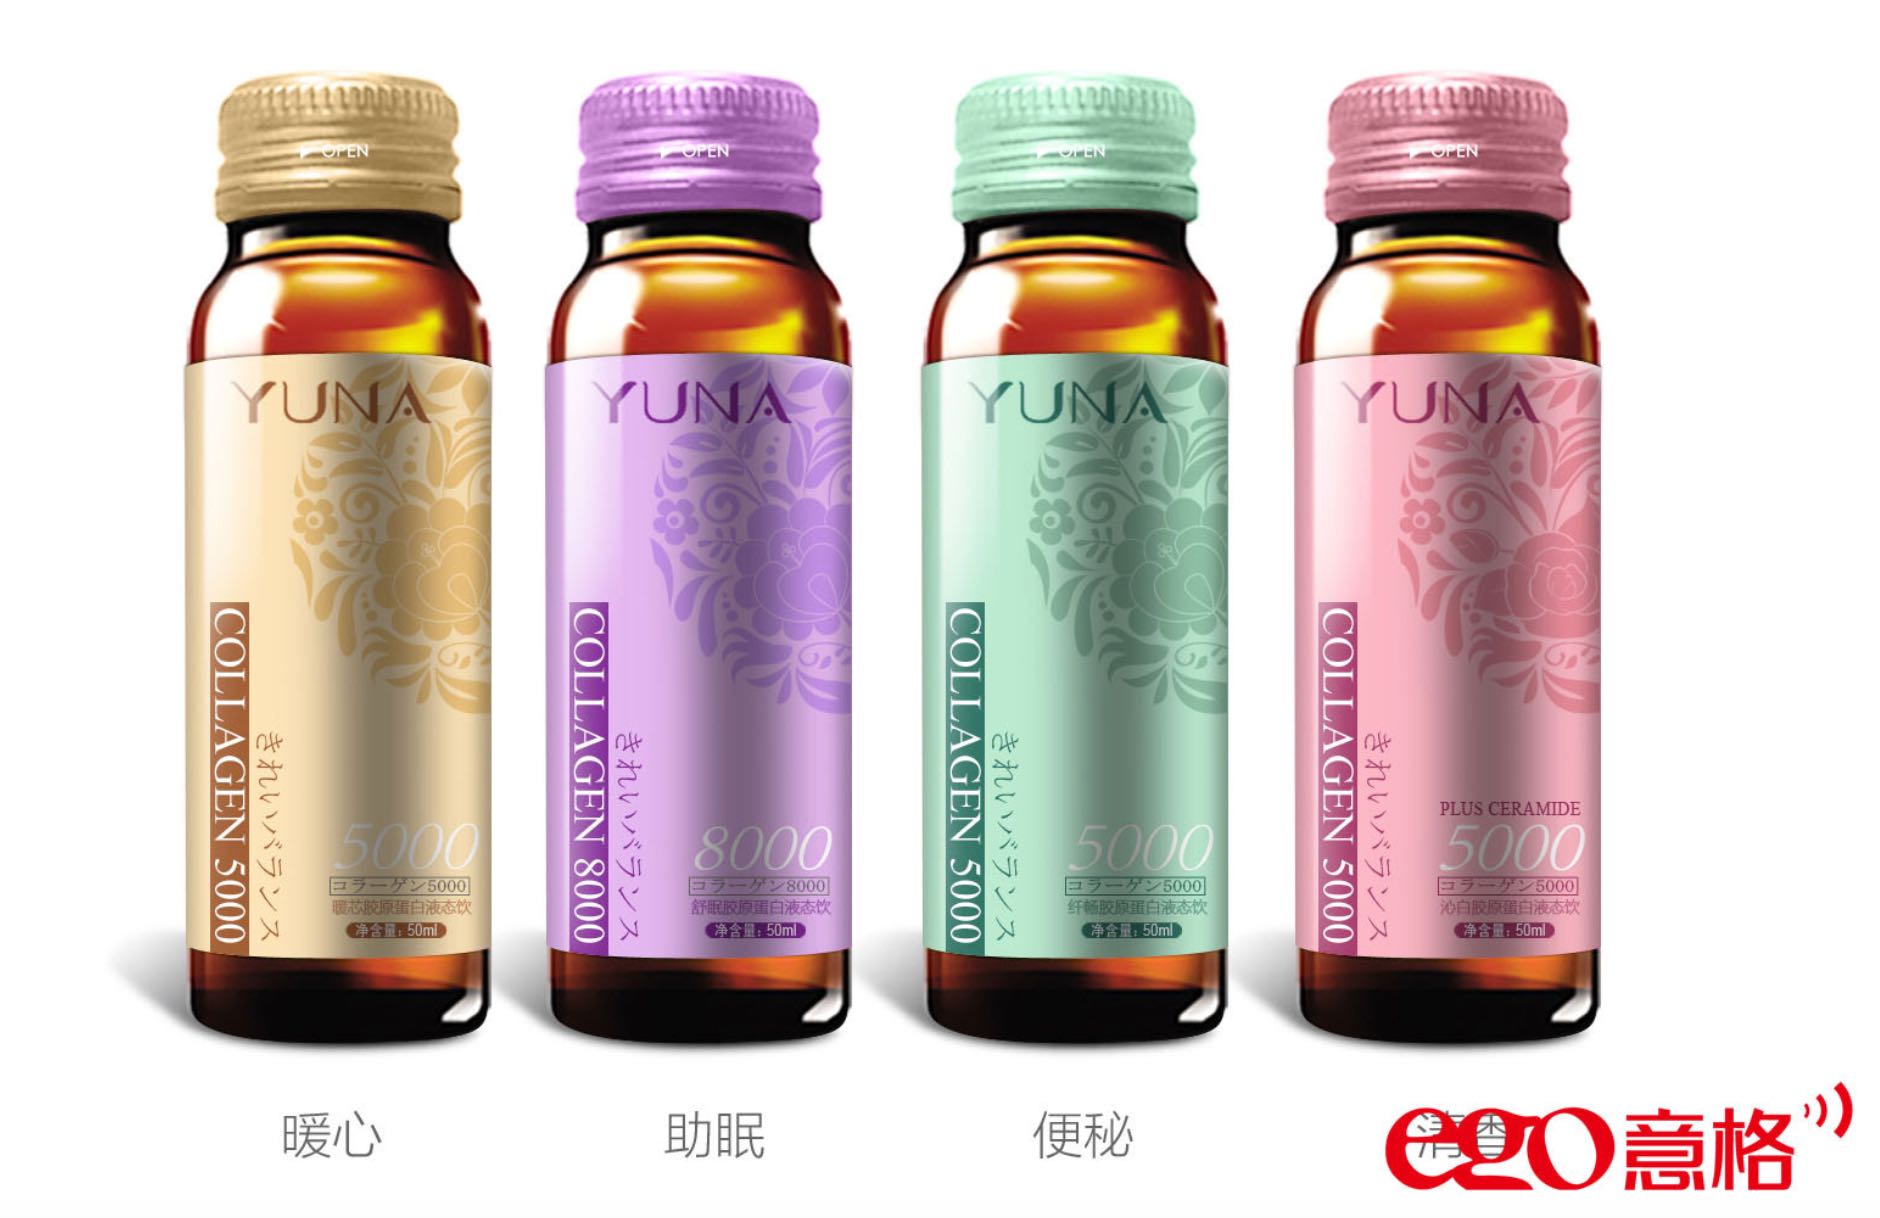 OPEN
YUNA
COLLAGEN 5000
きれいバランス
5000
コラーゲン5000
暖芯胶原蛋白液态饮
净含量：50ml
暖心
OPEN
YUNA
COLLAGEN 8000
きれいバランス
8000
コラーゲン8000
舒眠胶原蛋白液态饮
净含量：50ml
助眠
OPEN
YUNA
COLLAGEN 5000
きれいバランス
5000
コラーゲン5000
纤畅胶原蛋白液态饮
净含量：50ml
便秘
OPEN
YUNA
COLLAGEN 5000
きれいバランス
PLUS CERAMIDE
5000
コラーゲン5000
沁白胶原蛋白液态饮
净含量：50ml
ego意格